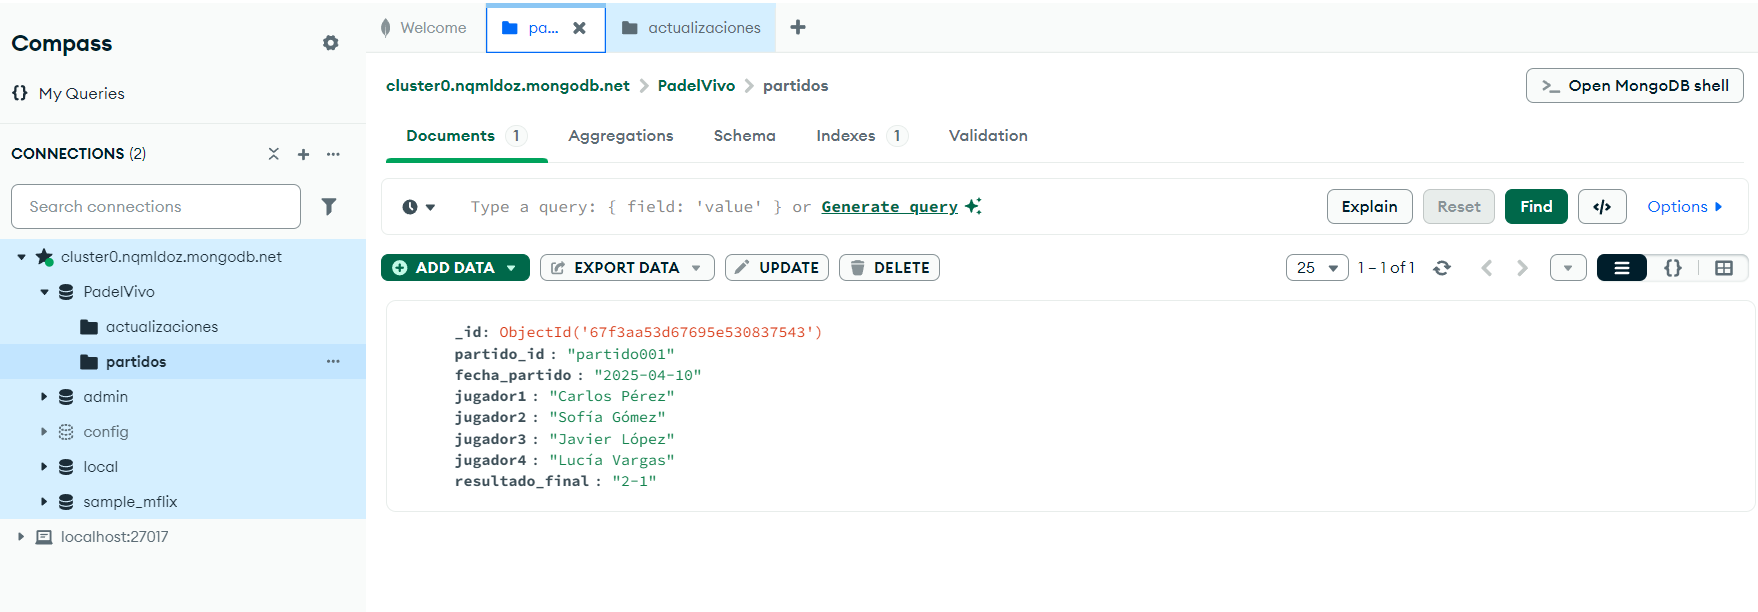 Compass
My Queries
CONNECTIONS (2)
Search connections
cluster0.nqmldoz.mongodb.net
PadelVivo
actualizaciones
partidos
admin
config
local
sample_mflix
localhost:27017
Welcome
pa...
actualizaciones
cluster0.nqmldoz.mongodb.net > PadelVivo > partidos
>_ Open MongoDB shell
Documents 1 Aggregations Schema Indexes 1 Validation
Type a query: { field: 'value' } or Generate query
Explain Reset Find </> Options
ADD DATA EXPORT DATA UPDATE DELETE
25 1 – 1 of 1 {}
_id: ObjectId('67f3aa53d67695e530837543')
partido_id : "partido001"
fecha_partido : "2025-04-10"
jugador1 : "Carlos Pérez"
jugador2 : "Sofía Gómez"
jugador3 : "Javier López"
jugador4 : "Lucía Vargas"
resultado_final : "2-1"